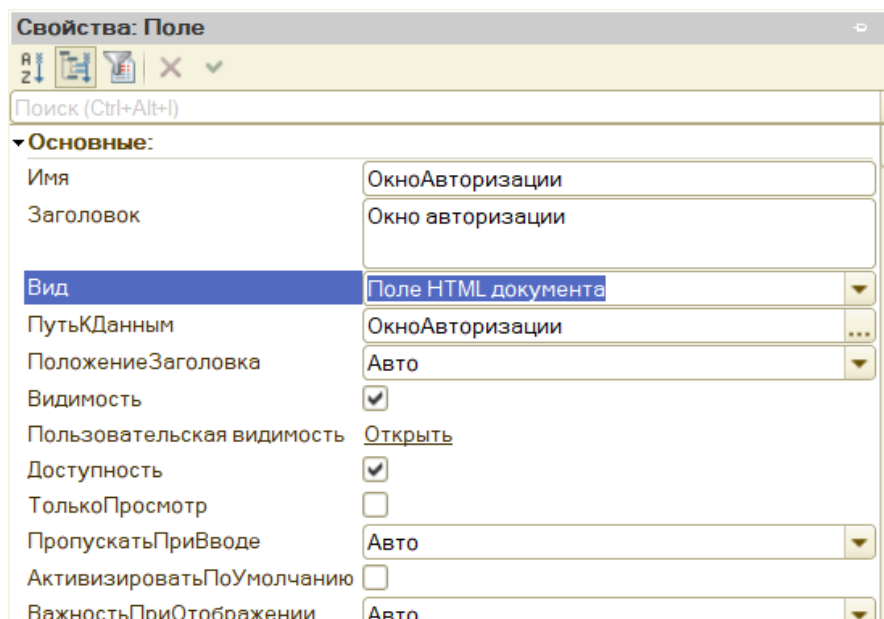 Свойства: Поле
Поиск (Ctrl+Alt+I)
Основные:
Имя ОкноАвторизации
Заголовок Окно авторизации
Вид Поле HTML документа
ПутьКДанным ОкноАвторизации ...
ПоложениеЗаголовка Авто
Видимость
Пользовательская видимость Открыть
Доступность
ТолькоПросмотр
ПропускатьПриВводе Авто
АктивизироватьПоУмолчанию
ВажностьПриОтображении Авто